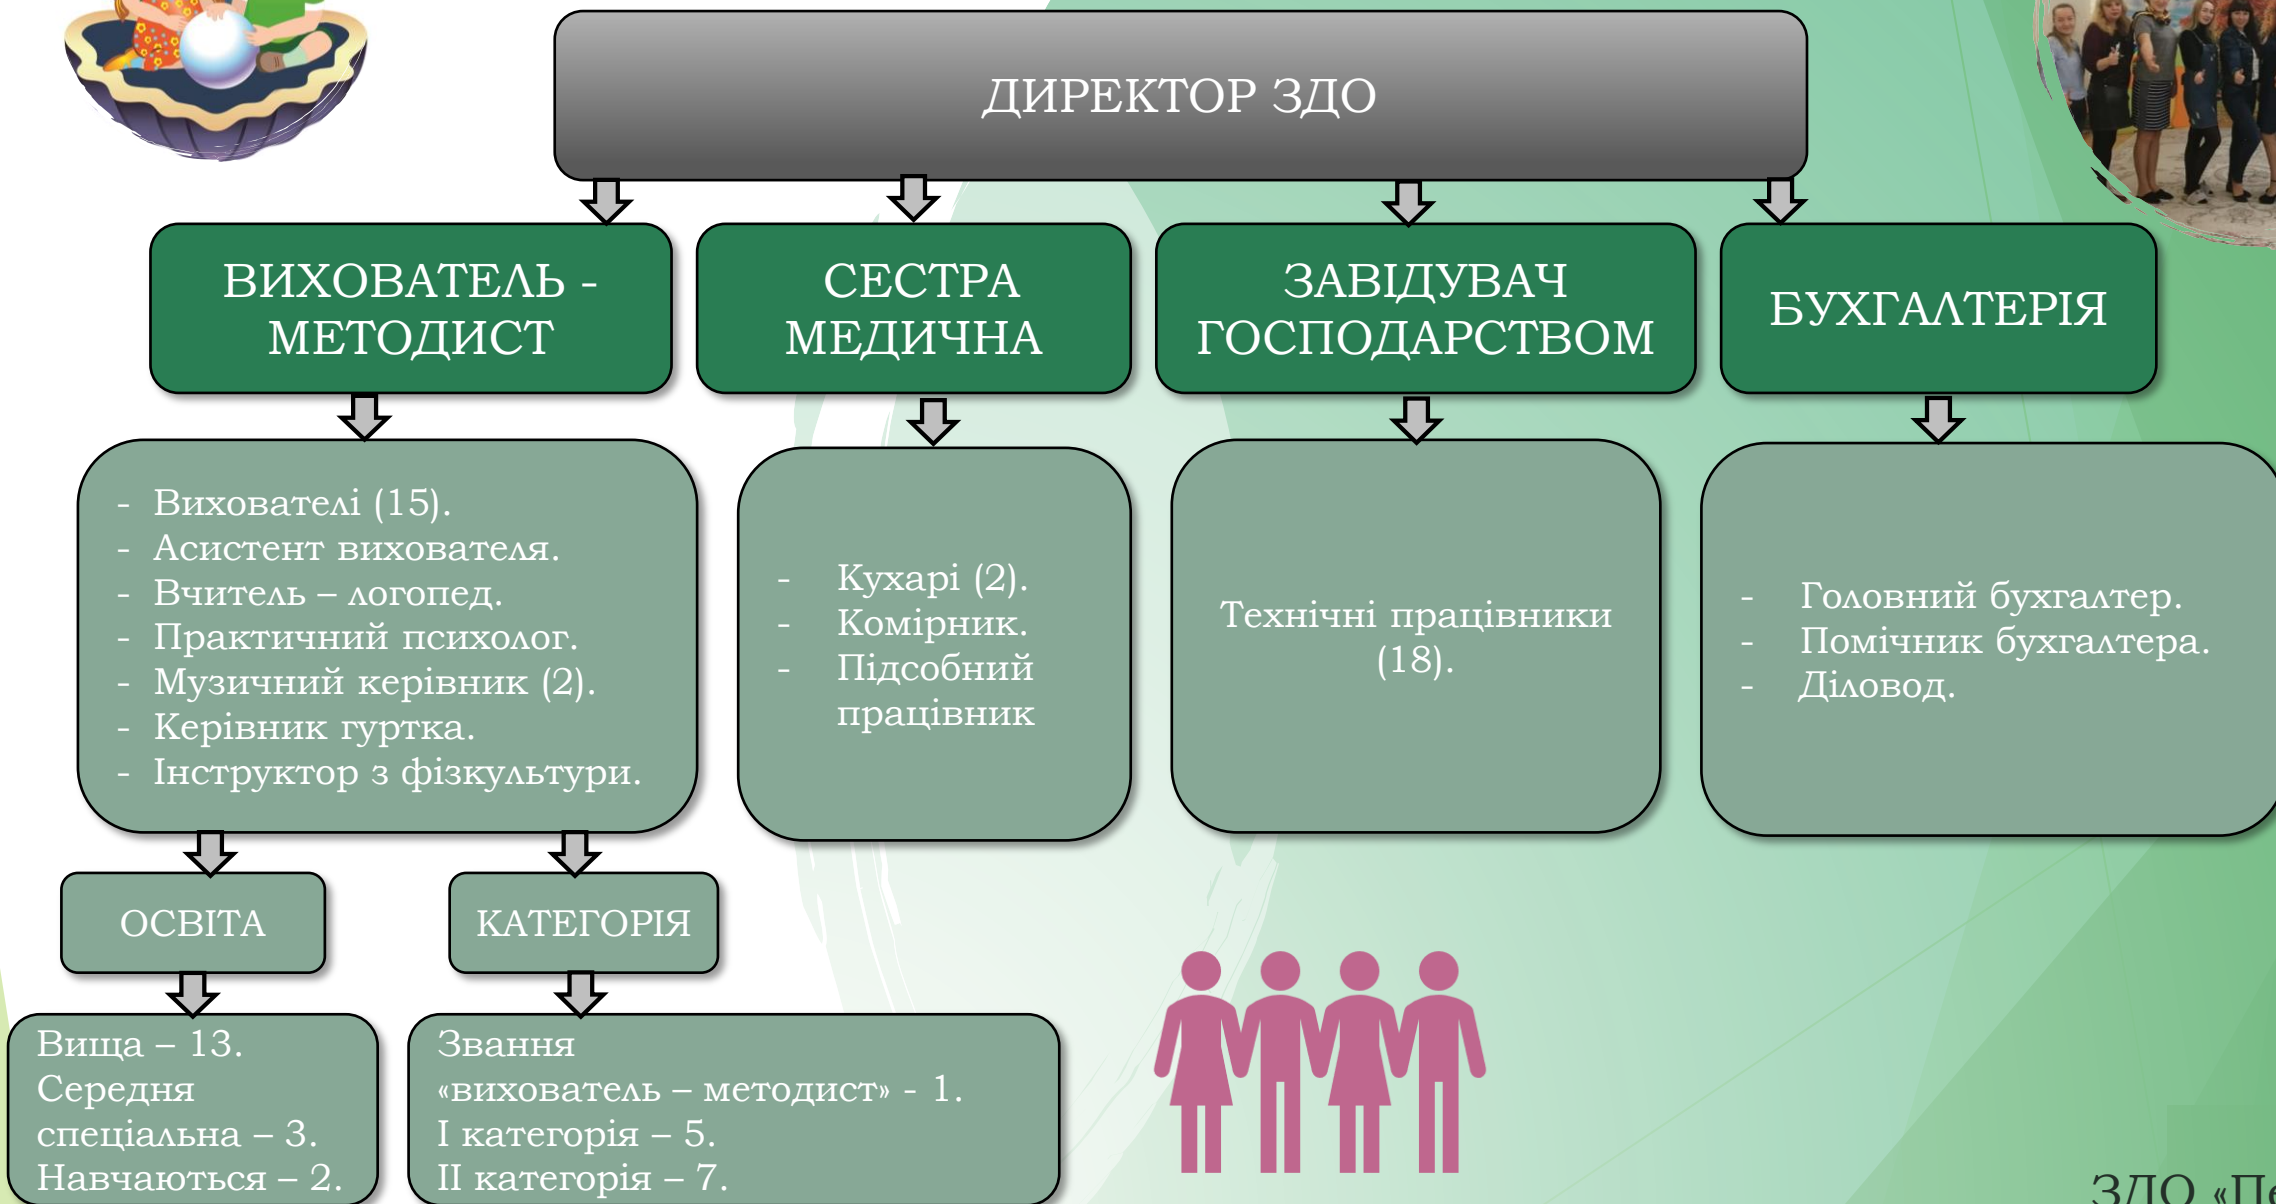 ДИРЕКТОР ЗДО
ВИХОВАТЕЛЬ -
МЕТОДИСТ
СЕСТРА
МЕДИЧНА
ЗАВІДУВАЧ
ГОСПОДАРСТВОМ
БУХГАЛТЕРІЯ
- Вихователі (15).
- Асистент вихователя.
- Вчитель – логопед.
- Практичний психолог.
- Музичний керівник (2).
- Керівник гуртка.
- Інструктор з фізкультури.
- Кухарі (2).
- Комірник.
- Підсобний
працівник
Технічні працівники
(18).
- Головний бухгалтер.
- Помічник бухгалтера.
- Діловод.
ОСВІТА
КАТЕГОРІЯ
Вища – 13.
Середня
спеціальна – 3.
Навчаються – 2.
Звання
«вихователь – методист» - 1.
І категорія – 5.
ІІ категорія – 7.
ЗДО